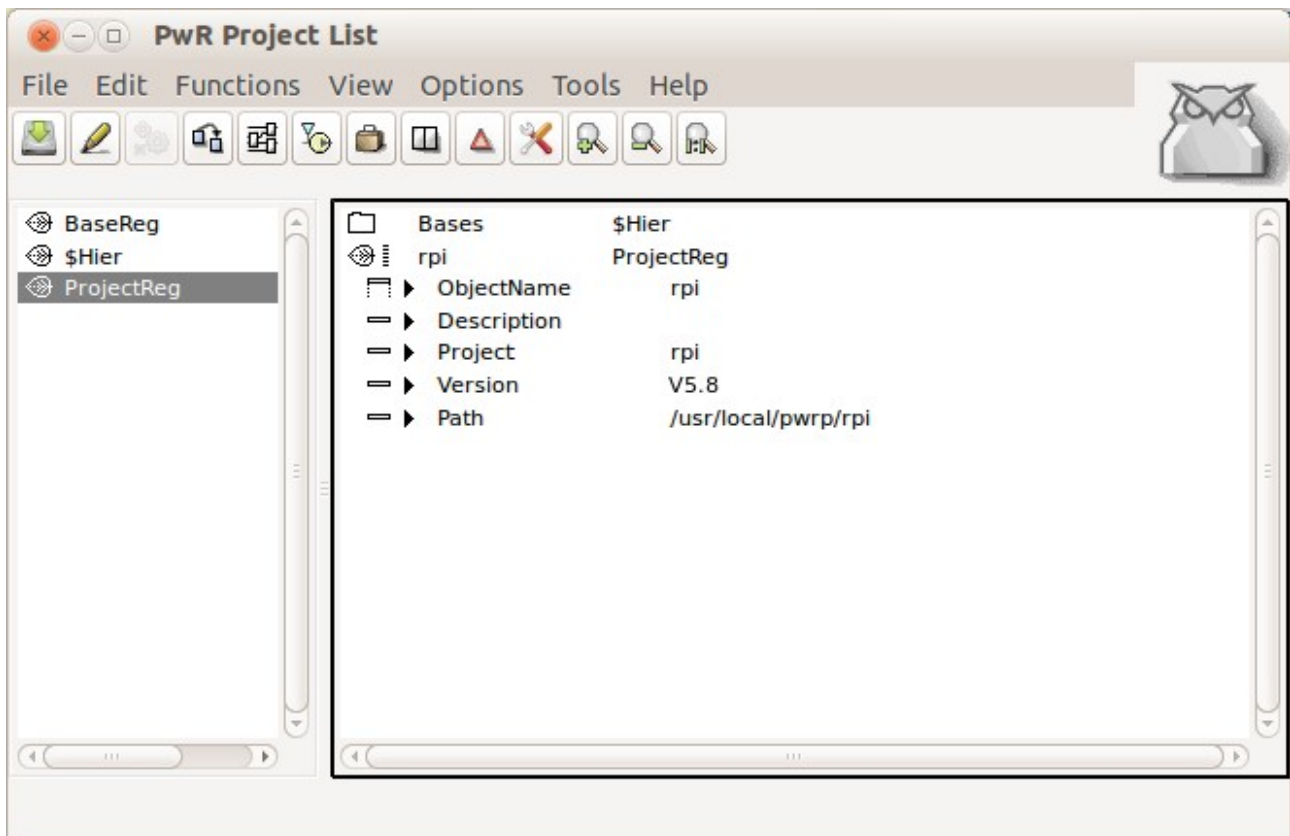 PwR Project List
File Edit Functions View Options Tools Help
BaseReg
$Hier
ProjectReg
Bases $Hier
rpi ProjectReg
ObjectName rpi
Description
Project rpi
Version V5.8
Path /usr/local/pwrp/rpi